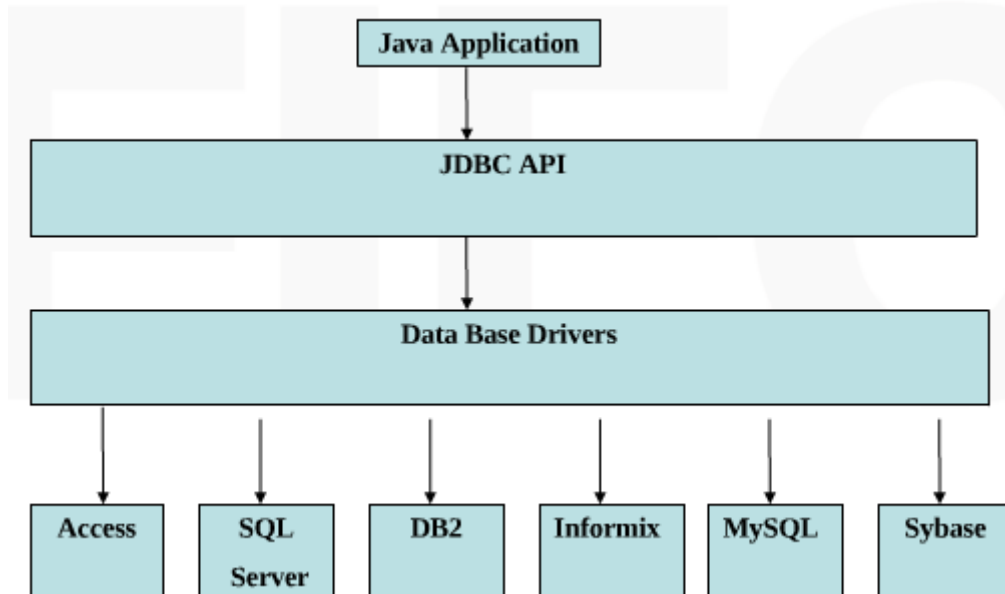 Java Application
JDBC API
Data Base Drivers
Access
SQL
Server
DB2
Informix
MySQL
Sybase